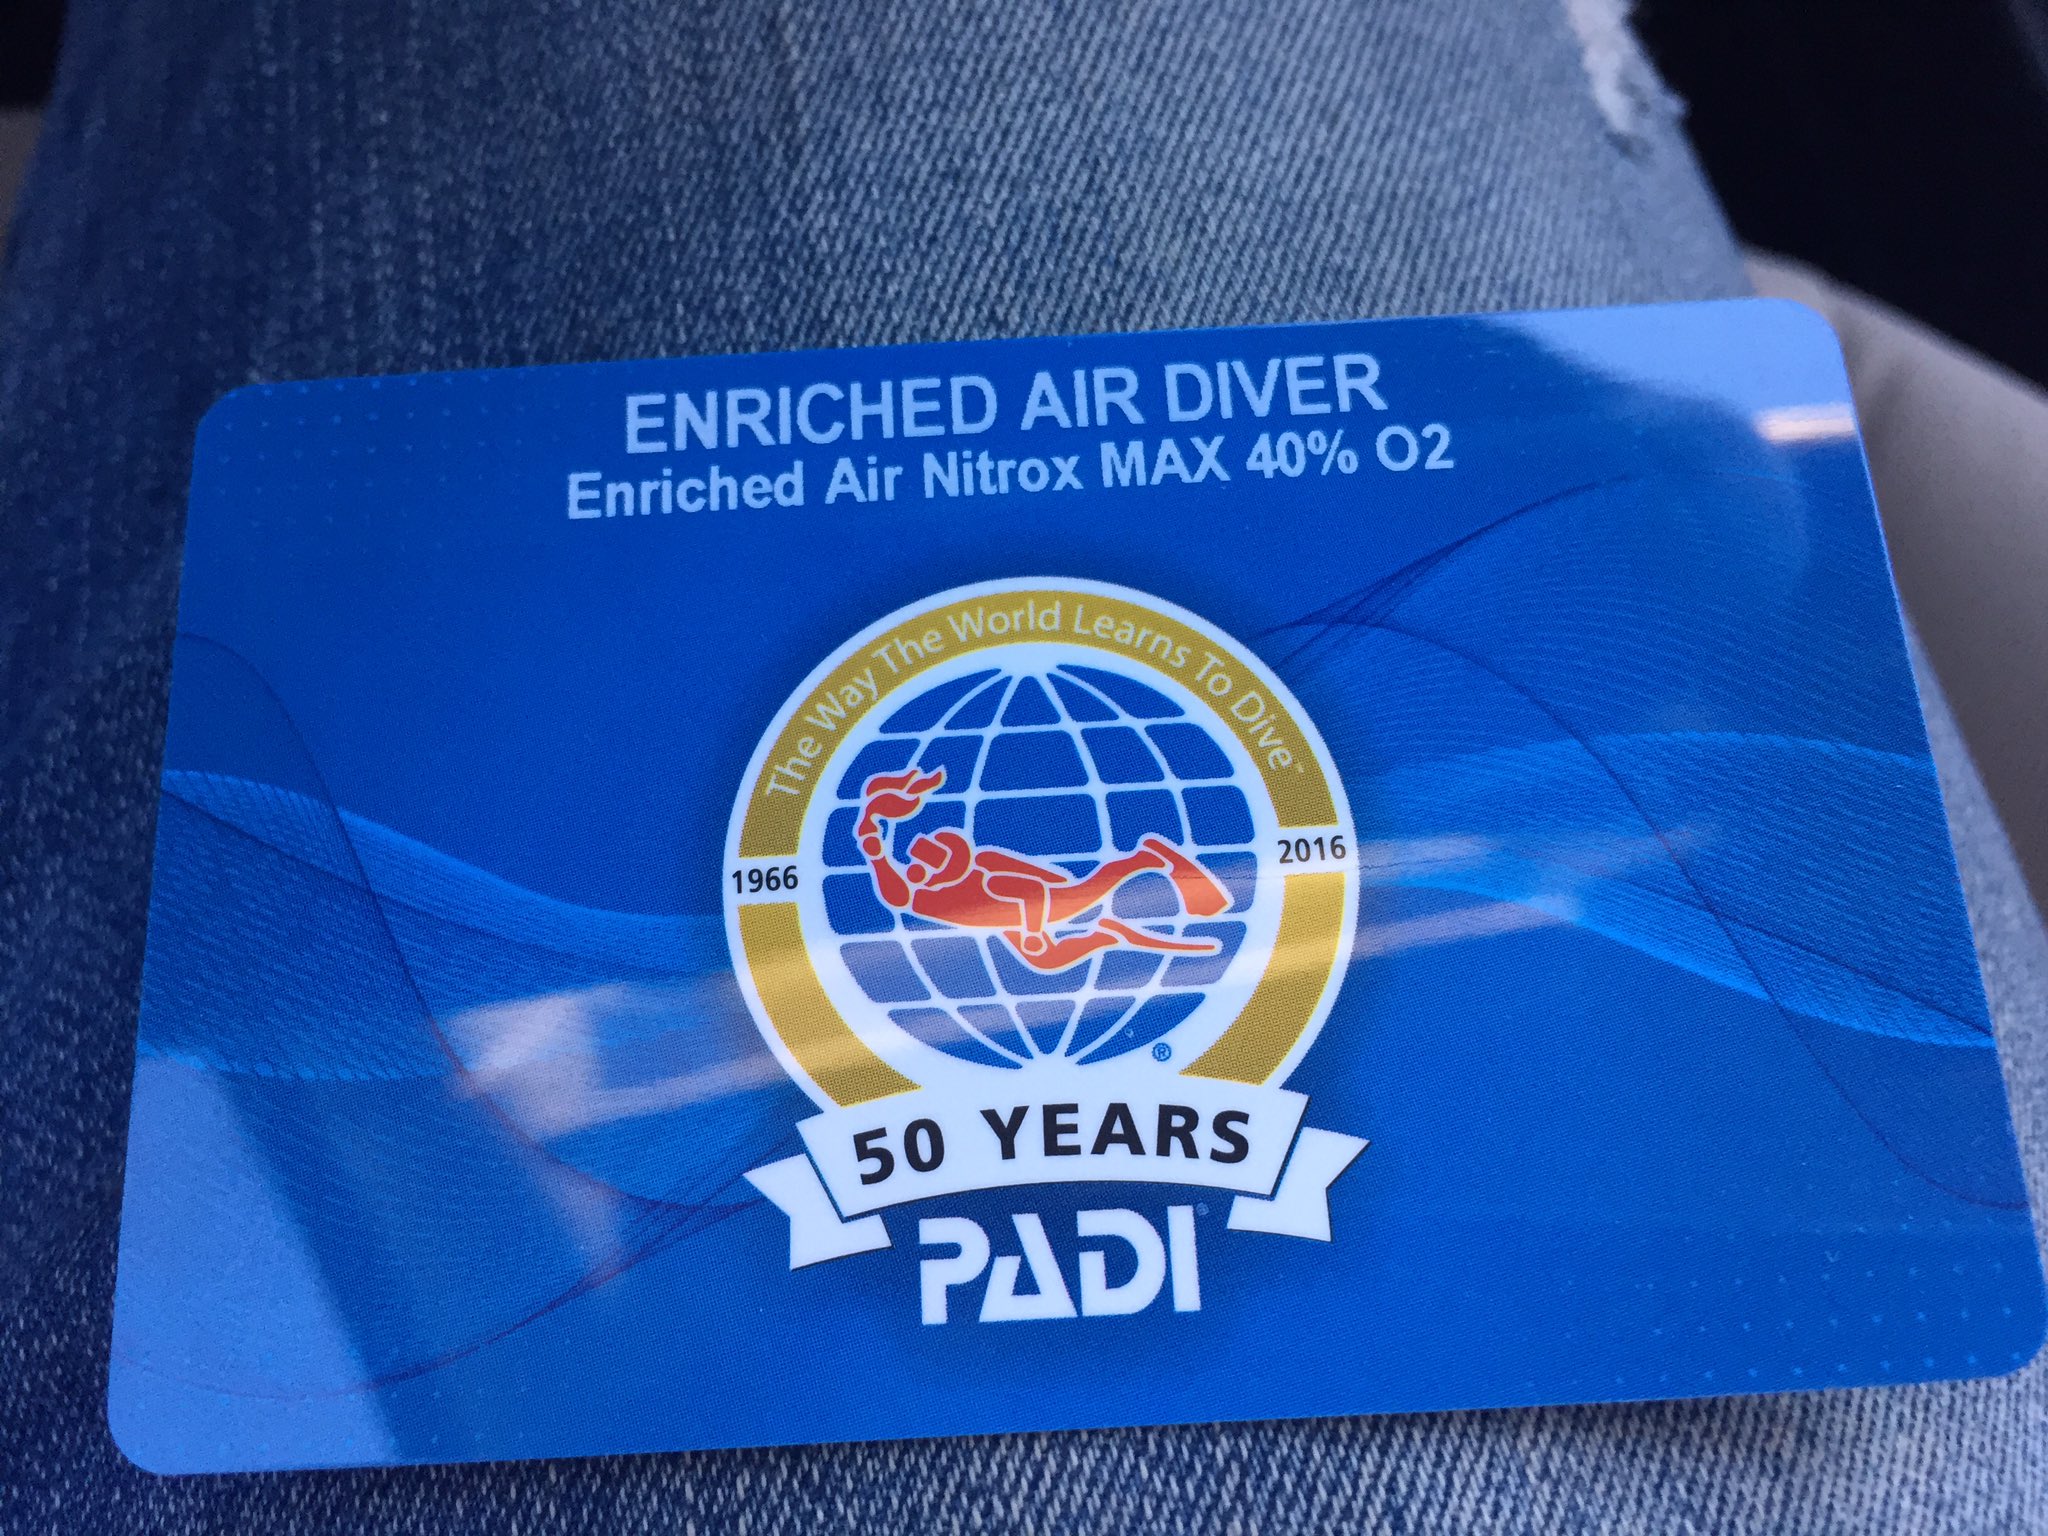 ENRICHED AIR DIVER
Enriched Air Nitrox MAX 40% O2
The Way The World Learns To Dive™
1966
2016
®
50 YEARS
PADI®